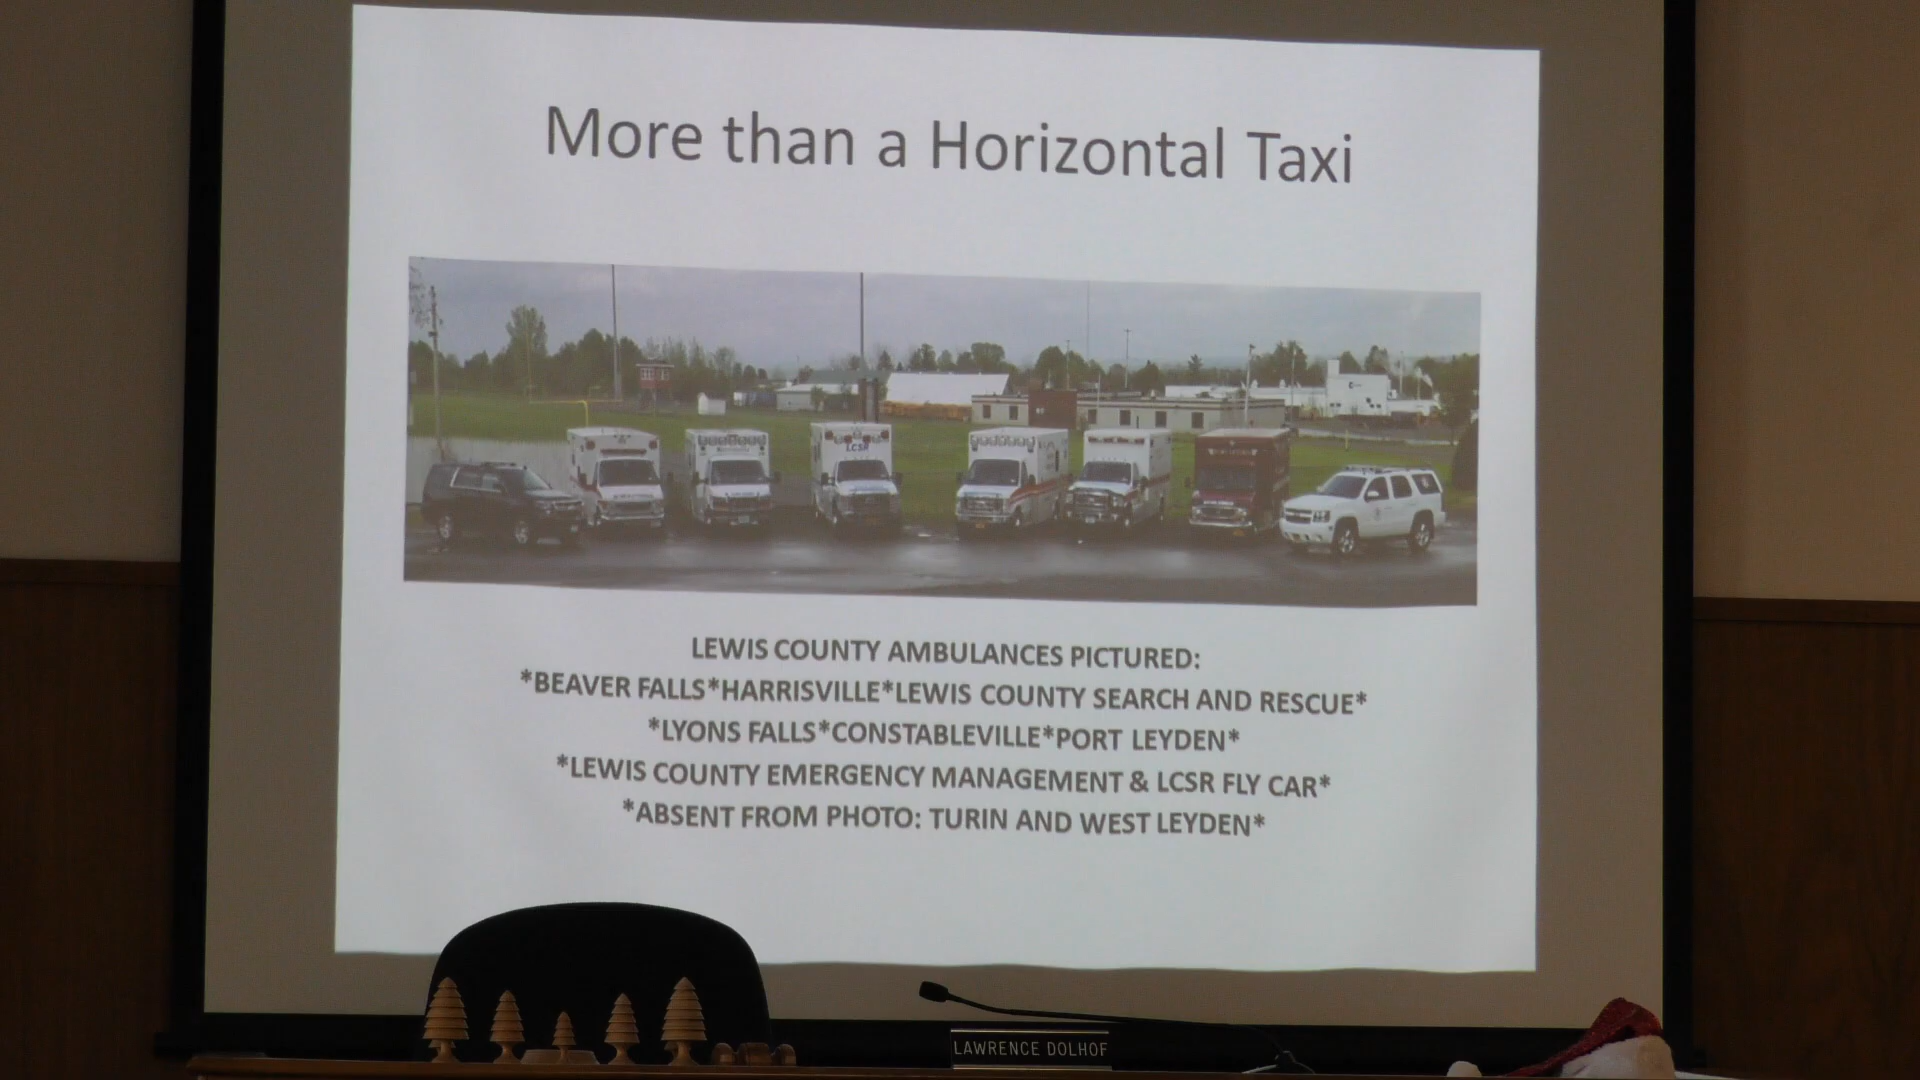 More than a Horizontal Taxi
LCSR
LEWIS COUNTY AMBULANCES PICTURED:
*BEAVER FALLS*HARRISVILLE*LEWIS COUNTY SEARCH AND RESCUE*
*LYONS FALLS*CONSTABLEVILLE*PORT LEYDEN*
*LEWIS COUNTY EMERGENCY MANAGEMENT & LCSR FLY CAR*
*ABSENT FROM PHOTO: TURIN AND WEST LEYDEN*
LAWRENCE DOLHOF